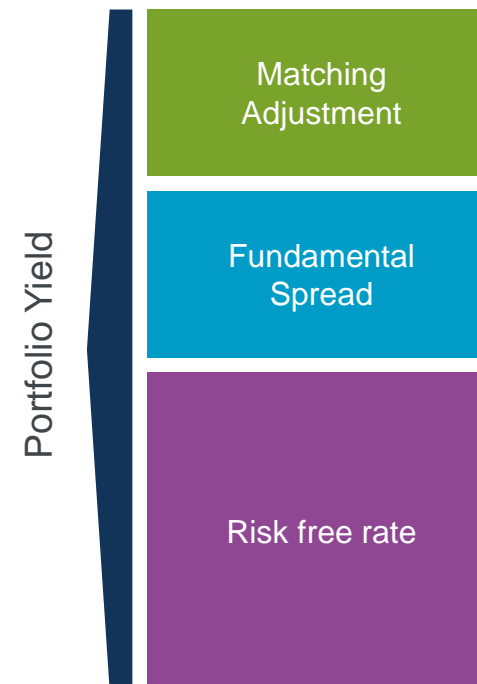 Portfolio Yield
Matching
Adjustment
Fundamental
Spread
Risk free rate